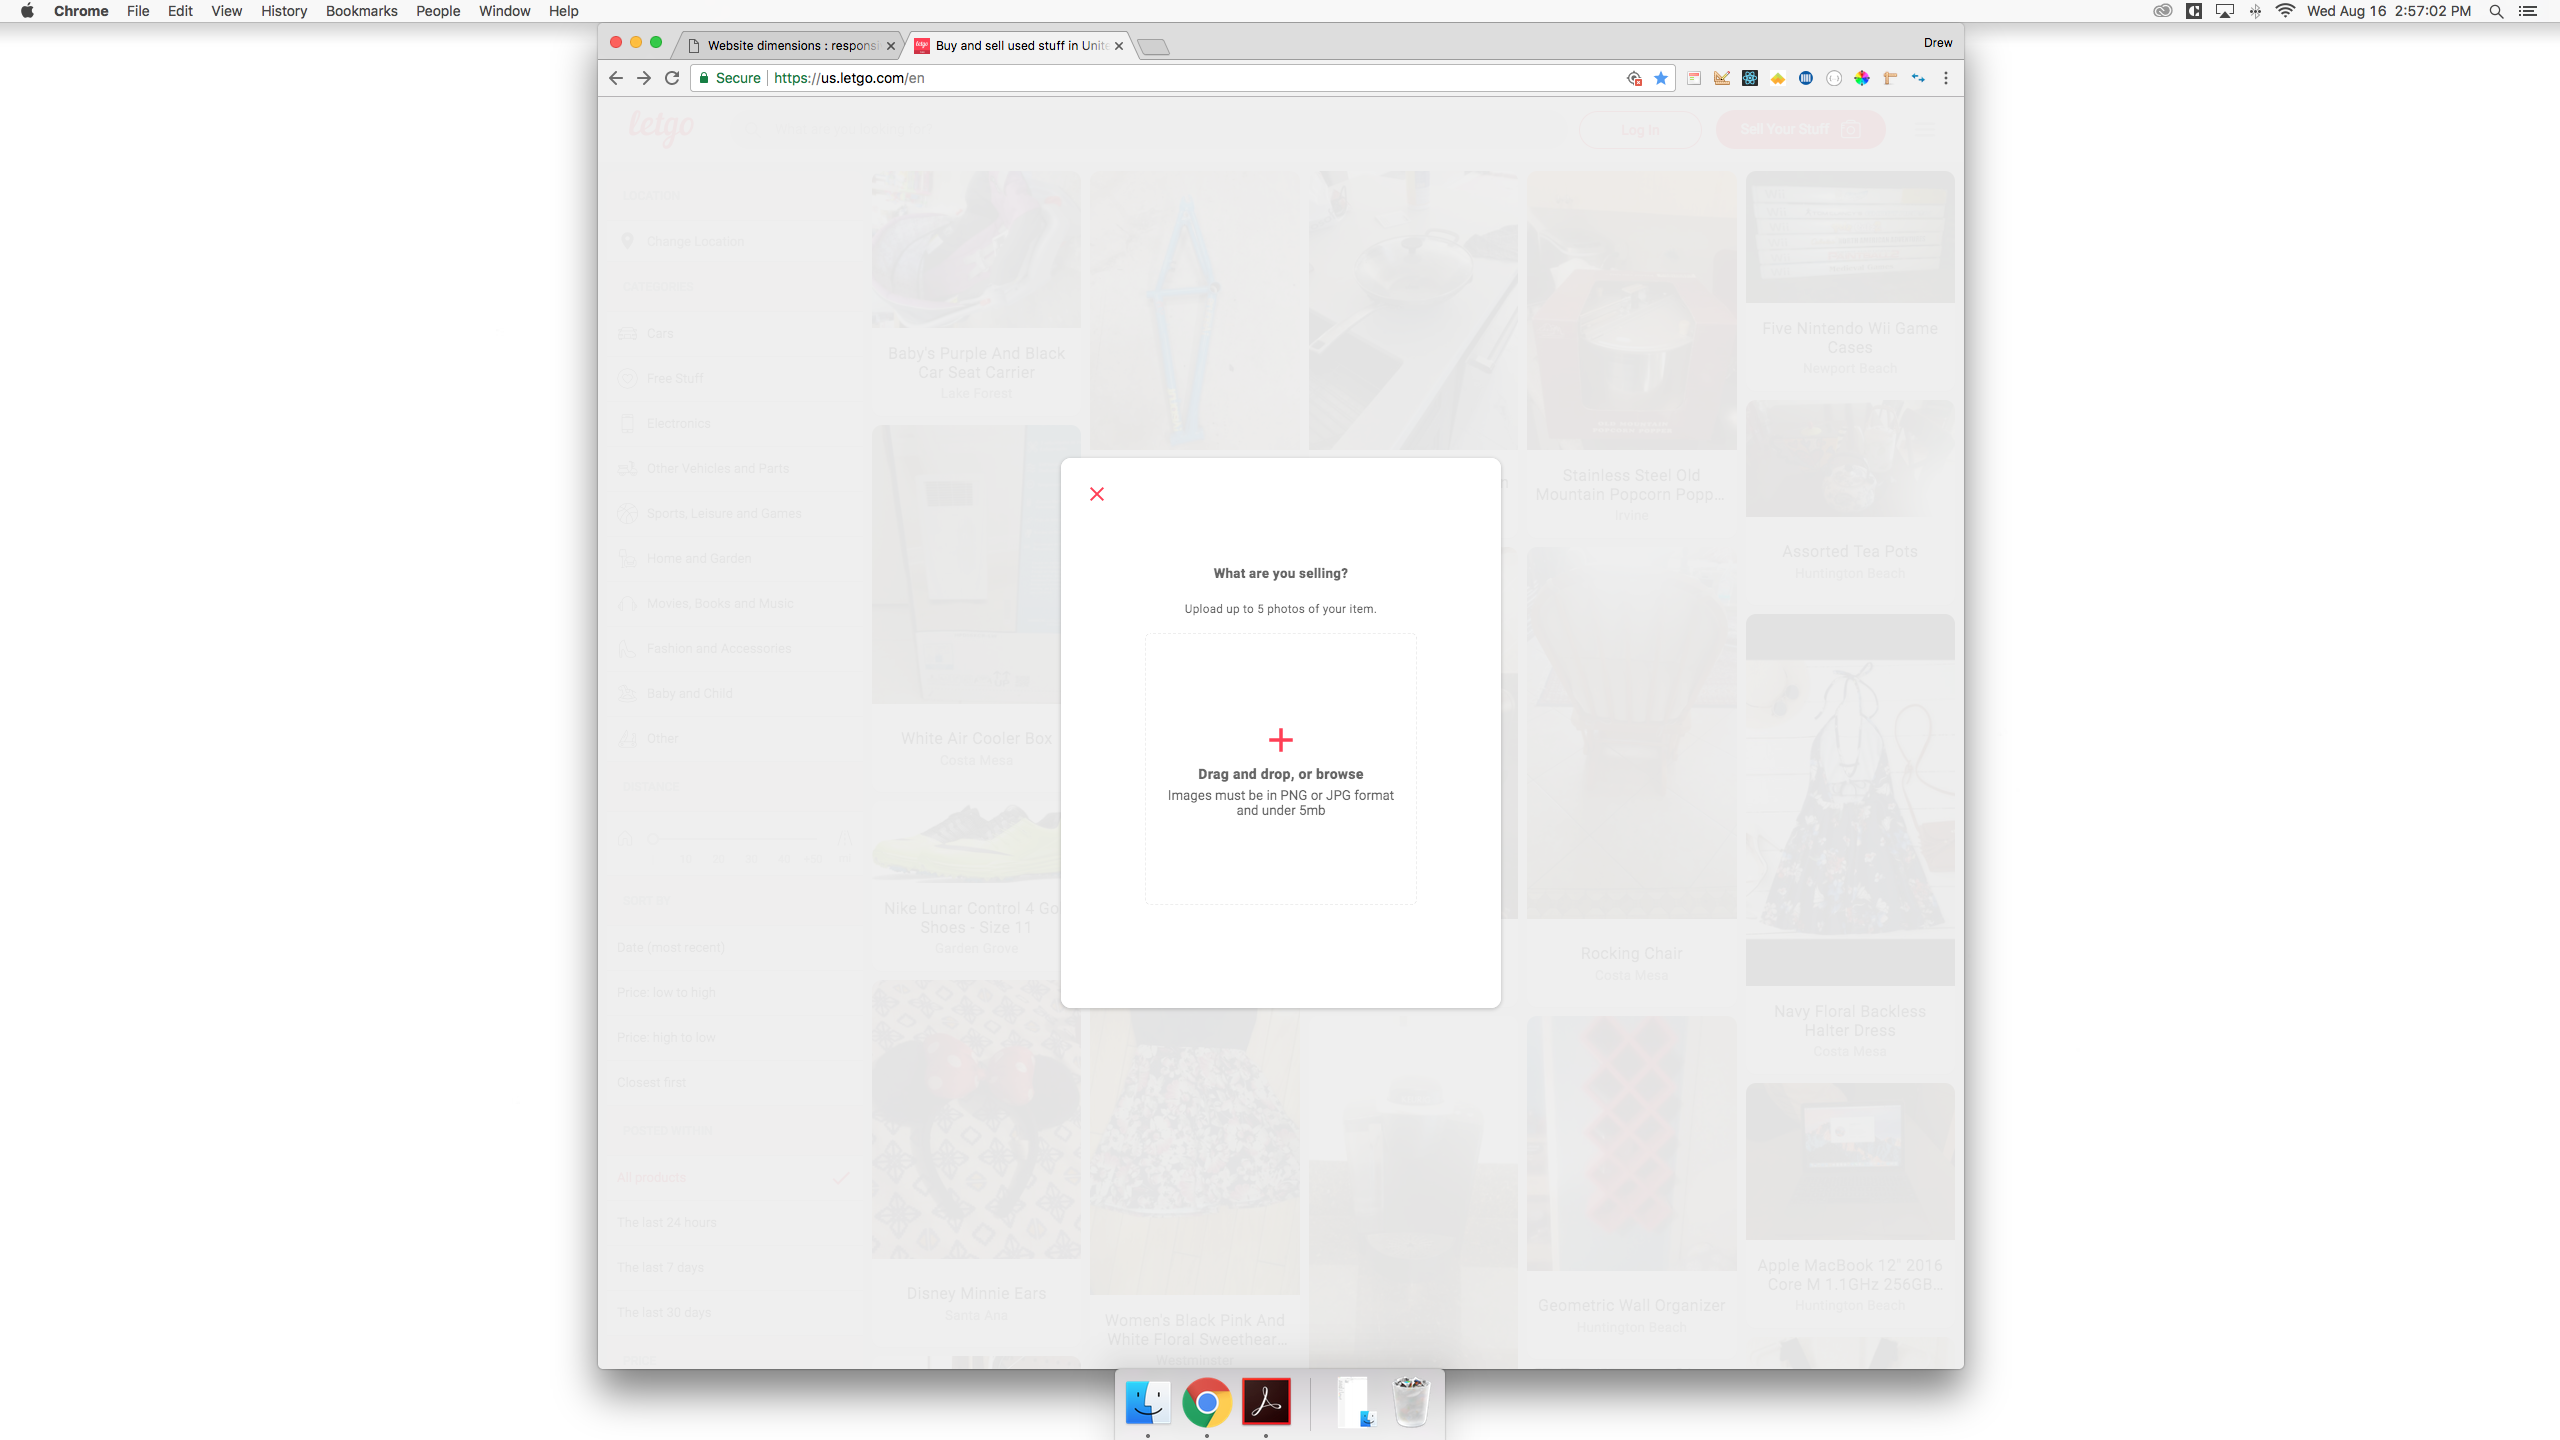 Chrome File Edit View History Bookmarks People Window Help
Wed Aug 16 2:57:02 PM
Website dimensions : responsi
Buy and sell used stuff in Unite
Drew
Secure
https://us.letgo.com/en
letgo
Log In
Sell Your Stuff
LOCATION
Change Location
Cars
Free Stuff
Electronics
Other Vehicles and Parts
Sports, Leisure and Games
Home and Garden
Movies, Books and Music
Fashion and Accessories
Baby and Child
Other
DISTANCE
Date (most recent)
Price: low to high
Price: high to low
Closest first
All products
The last 24 hours
The last 7 days
The last 30 days
Baby's Purple And Black
Car Seat Carrier
Lake Forest
White Air Cooler Box
Costa Mesa
Nike Lunar Control 4 Go
Shoes - Size 11
Garden Grove
Disney Minnie Ears
Santa Ana
Women's Black Pink And
White Floral Sweethear...
Westminster
What are you selling?
Upload up to 5 photos of your item.
Drag and drop, or browse
Images must be in PNG or JPG format
and under 5mb
Stainless Steel Old
Mountain Popcorn Popp...
Irvine
Rocking Chair
Costa Mesa
Geometric Wall Organizer
Huntington Beach
Five Nintendo Wii Game
Cases
Newport Beach
Assorted Tea Pots
Huntington Beach
Navy Floral Backless
Halter Dress
Costa Mesa
Apple MacBook 12" 2016
Core M 1.1GHz 256GB...
Huntington Beach